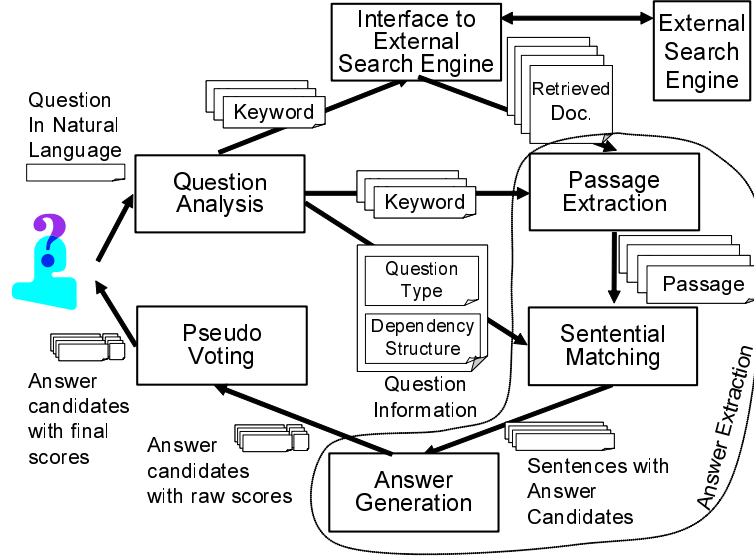 Interface to
External
Search Engine
External
Search
Engine
Question
In Natural
Language
Keyword
Retrieved
Doc.
Question
Analysis
Keyword
Passage
Extraction
?
Question
Type
Dependency
Structure
Question
Information
Passage
Pseudo
Voting
Sentential
Matching
Answer
candidates
with final
scores
Answer
candidates
with raw scores
Answer
Generation
Sentences with
Answer
Candidates
Answer Extraction